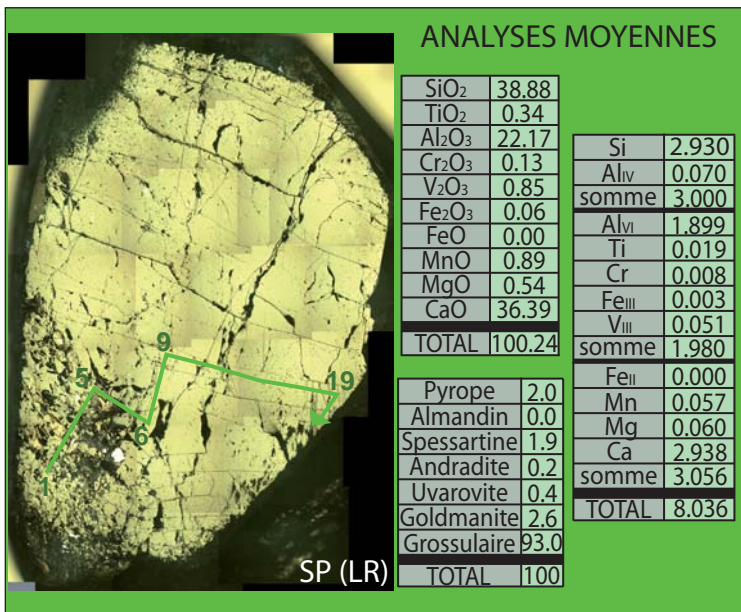 ANALYSES MOYENNES
SiO₂ 38.88
TiO₂ 0.34
Al₂O₃ 22.17
Cr₂O₃ 0.13
V₂O₃ 0.85
Fe₂O₃ 0.06
FeO 0.00
MnO 0.89
MgO 0.54
CaO 36.39
TOTAL 100.24
Pyrope 2.0
Almandin 0.0
Spessartine 1.9
Andradite 0.2
Uvarovite 0.4
Goldmanite 2.6
Grossulaire 93.0
TOTAL 100
Si 2.930
AlIV 0.070
somme 3.000
AlVI 1.899
Ti 0.019
Cr 0.008
FeIII 0.003
VIII 0.051
somme 1.980
FeII 0.000
Mn 0.057
Mg 0.060
Ca 2.938
somme 3.056
TOTAL 8.036
9
5
19
6
1
SP (LR)